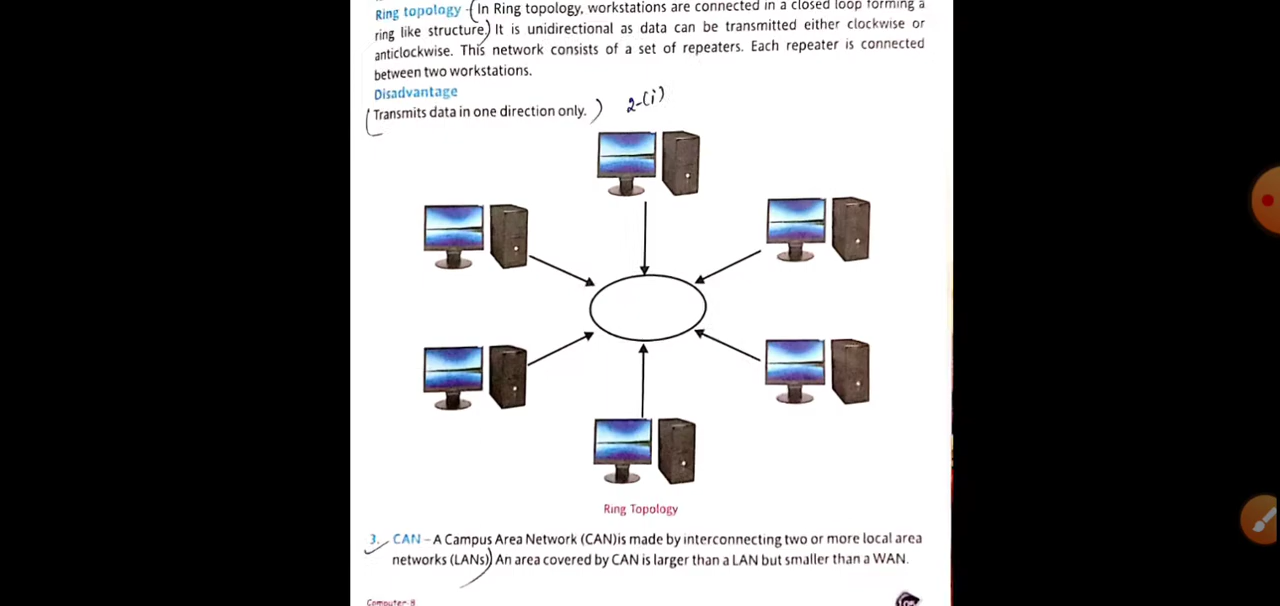 Ring topology - (In Ring topology, workstations are connected in a closed loop forming a
ring like structure.) It is unidirectional as data can be transmitted either clockwise or
anticlockwise. This network consists of a set of repeaters. Each repeater is connected
between two workstations.
Disadvantage
(Transmits data in one direction only.) 2-(i)
Ring Topology
3. CAN – A Campus Area Network (CAN)is made by interconnecting two or more local area
networks (LANs)) An area covered by CAN is larger than a LAN but smaller than a WAN.
Computer-8